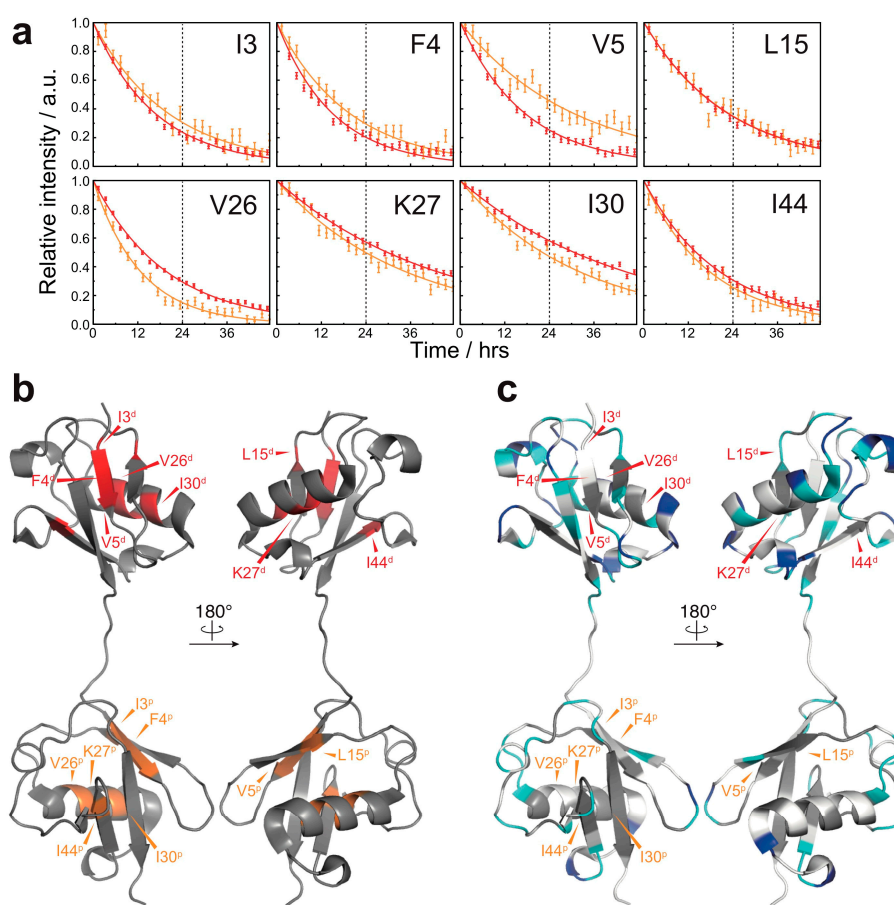 a
I3 F4 V5 L15
1.0
0.8
0.6
0.4
0.2
0.0
V26 K27 I30 I44
1.0
0.8
0.6
0.4
0.2
0.0
Relative intensity / a.u.
0 12 24 36 0 12 24 36 0 12 24 36 0 12 24 36
Time / hrs
b
I3ᵈ
V26ᵈ
F4ᵈ
I30ᵈ
V5ᵈ
L15ᵈ
K27ᵈ
I44ᵈ
180°
I3ᵖ
F4ᵖ
K27ᵖ
V26ᵖ
I44ᵖ
I30ᵖ
L15ᵖ
V5ᵖ
c
I3ᵈ
V26ᵈ
F4ᵈ
I30ᵈ
V5ᵈ
L15ᵈ
K27ᵈ
I44ᵈ
180°
I3ᵖ
F4ᵖ
K27ᵖ
V26ᵖ
I44ᵖ
I30ᵖ
L15ᵖ
V5ᵖ